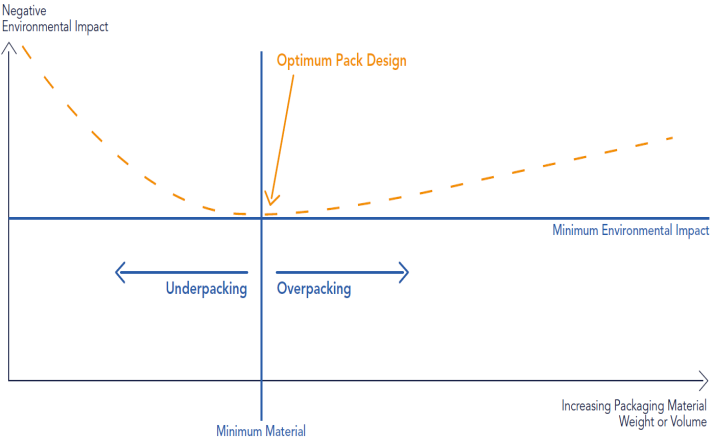 Negative
Environmental Impact
Optimum Pack Design
Minimum Environmental Impact
Underpacking
Overpacking
Increasing Packaging Material
Weight or Volume
Minimum Material